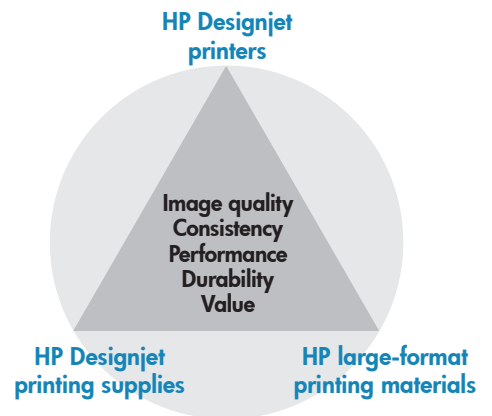 HP Designjet
printers
Image quality
Consistency
Performance
Durability
Value
HP Designjet
printing supplies
HP large-format
printing materials